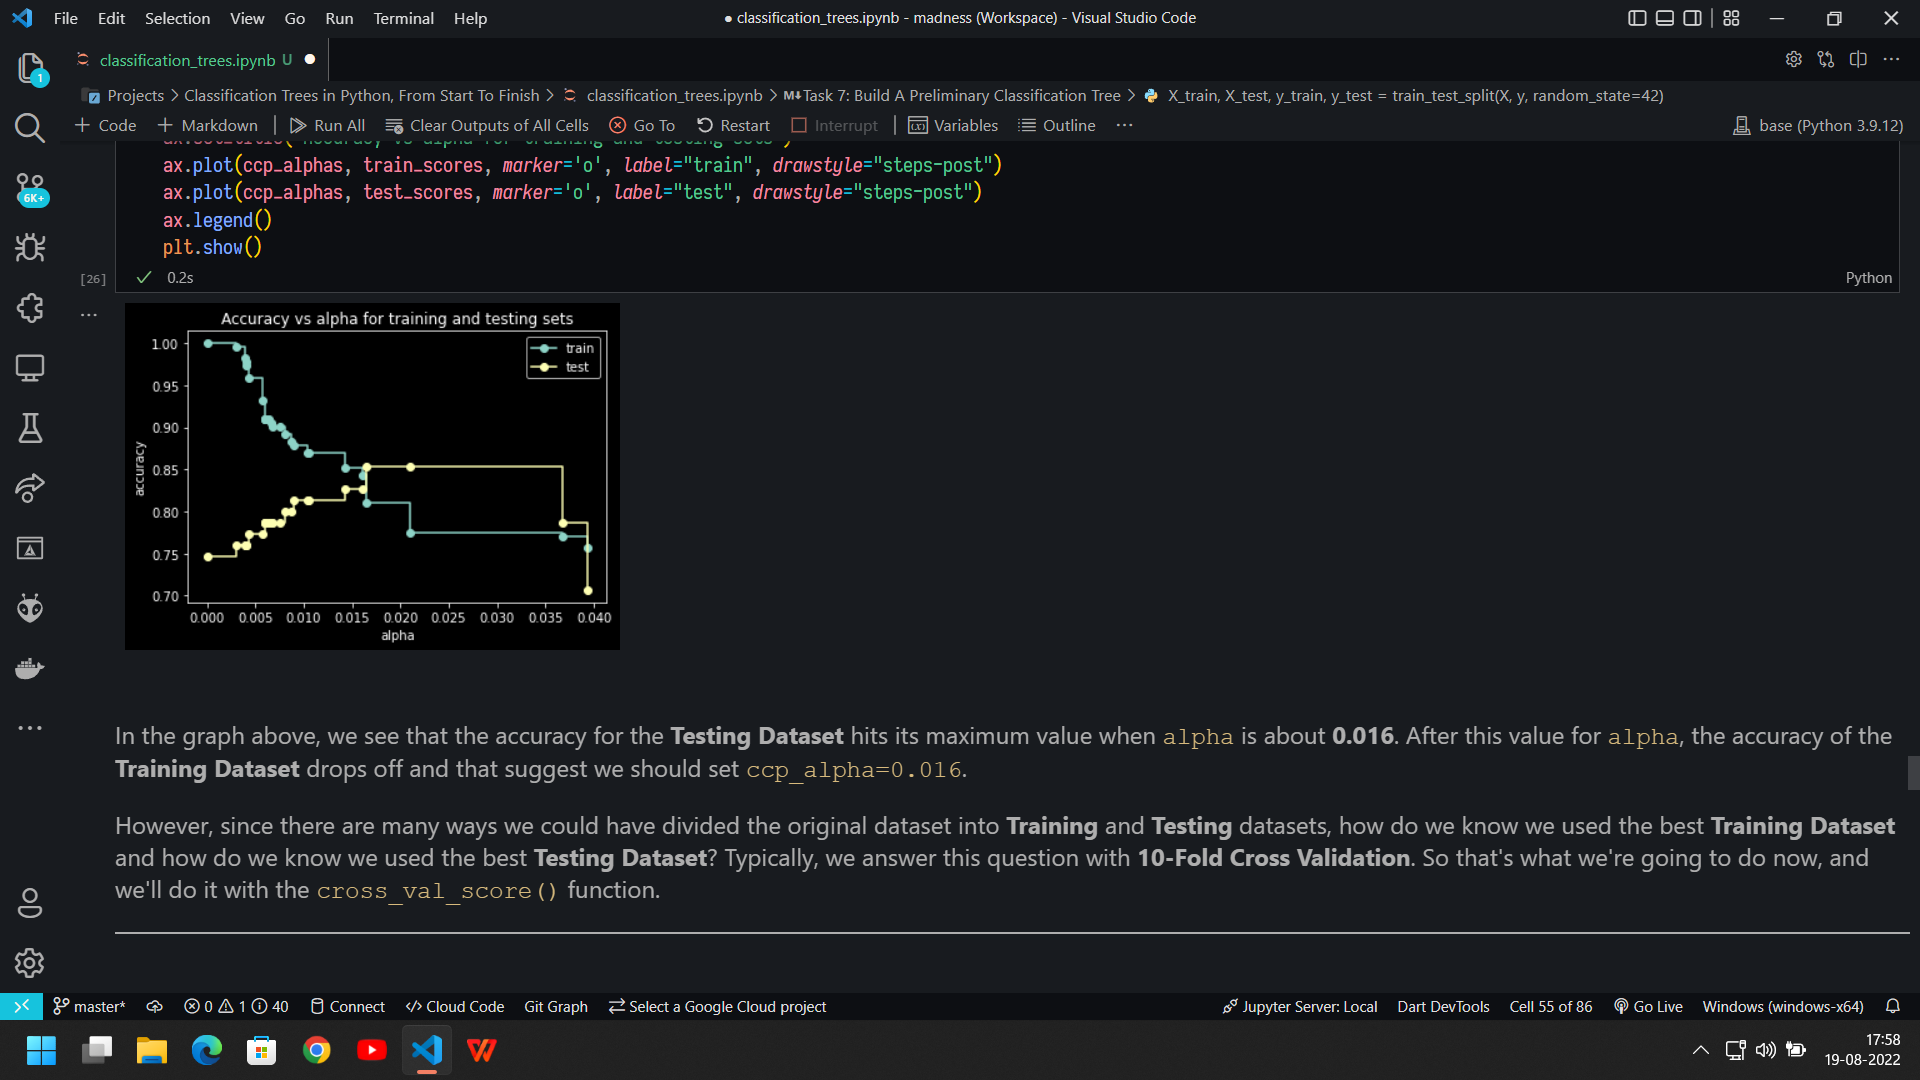 File Edit Selection View Go Run Terminal Help
● classification_trees.ipynb - madness (Workspace) - Visual Studio Code
classification_trees.ipynb U ●
Projects > Classification Trees in Python, From Start To Finish > classification_trees.ipynb > M↓Task 7: Build A Preliminary Classification Tree > X_train, X_test, y_train, y_test = train_test_split(X, y, random_state=42)
+ Code + Markdown | Run All Clear Outputs of All Cells Go To Restart Interrupt | Variables Outline ··· base (Python 3.9.12)
1
6K+
ax.set_title("Accuracy vs alpha for training and testing sets")
ax.plot(ccp_alphas, train_scores, marker='o', label="train", drawstyle="steps-post")
ax.plot(ccp_alphas, test_scores, marker='o', label="test", drawstyle="steps-post")
ax.legend()
plt.show()
[26] ✓ 0.2s Python
...
Accuracy vs alpha for training and testing sets
train
test
1.00
0.95
0.90
0.85
0.80
0.75
0.70
accuracy
0.000 0.005 0.010 0.015 0.020 0.025 0.030 0.035 0.040
alpha
In the graph above, we see that the accuracy for the Testing Dataset hits its maximum value when alpha is about 0.016. After this value for alpha, the accuracy of the
Training Dataset drops off and that suggest we should set ccp_alpha=0.016.
However, since there are many ways we could have divided the original dataset into Training and Testing datasets, how do we know we used the best Training Dataset
and how do we know we used the best Testing Dataset? Typically, we answer this question with 10-Fold Cross Validation. So that's what we're going to do now, and
we'll do it with the cross_val_score() function.
master* 0 1 40 Connect Cloud Code Git Graph Select a Google Cloud project Jupyter Server: Local Dart DevTools Cell 55 of 86 Go Live Windows (windows-x64)
17:58
19-08-2022